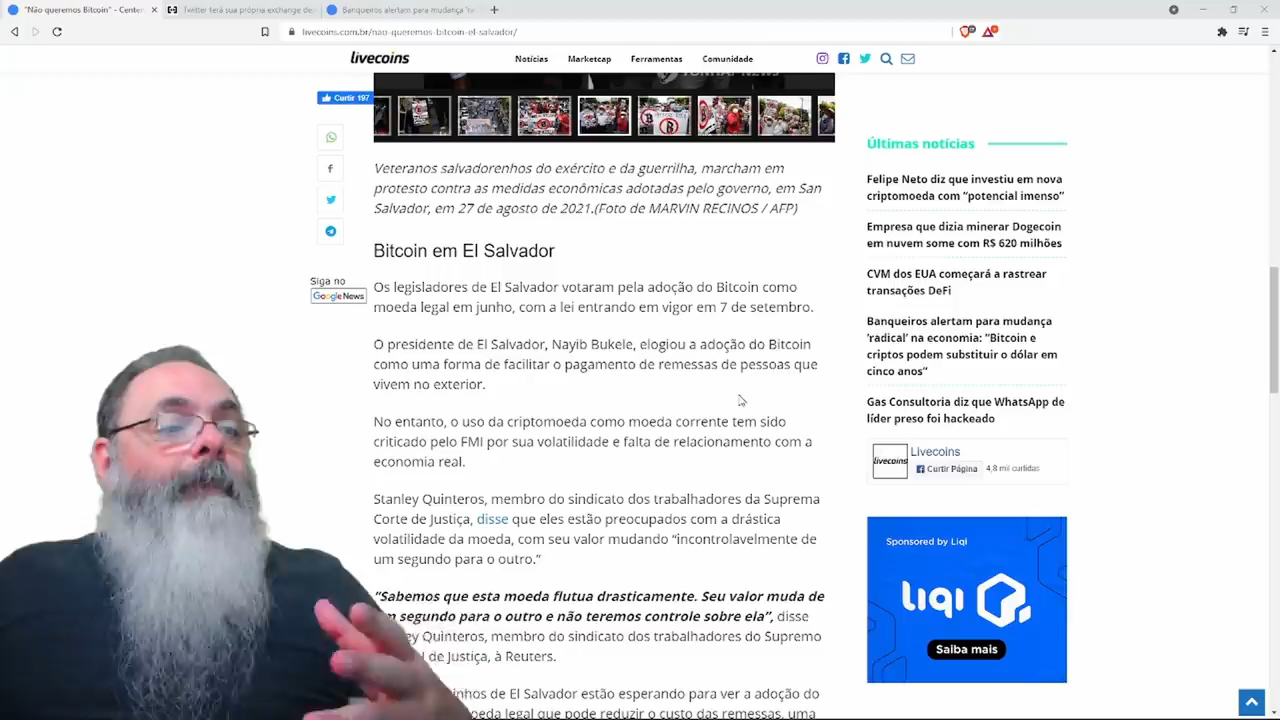 "Não queremos Bitcoin" - Center
Twitter terá sua própria exchange de
Banqueiros alertam para mudança
livecoins.com.br/nao-queremos-bitcoin-el-salvador/
livecoins
Notícias
Marketcap
Ferramentas
Comunidade
Curtir 197
Siga no
Google News
Veteranos salvadorenhos do exército e da guerrilha, marcham em
protesto contra as medidas econômicas adotadas pelo governo, em San
Salvador, em 27 de agosto de 2021.(Foto de MARVIN RECINOS / AFP)
Bitcoin em El Salvador
Os legisladores de El Salvador votaram pela adoção do Bitcoin como
moeda legal em junho, com a lei entrando em vigor em 7 de setembro.
O presidente de El Salvador, Nayib Bukele, elogiou a adoção do Bitcoin
como uma forma de facilitar o pagamento de remessas de pessoas que
vivem no exterior.
No entanto, o uso da criptomoeda como moeda corrente tem sido
criticado pelo FMI por sua volatilidade e falta de relacionamento com a
economia real.
Stanley Quinteros, membro do sindicato dos trabalhadores da Suprema
Corte de Justiça, disse que eles estão preocupados com a drástica
volatilidade da moeda, com seu valor mudando “incontrolavelmente de
um segundo para o outro.”
“Sabemos que esta moeda flutua drasticamente. Seu valor muda de
segundo para o outro e não teremos controle sobre ela”, disse
Quinteros, membro do sindicato dos trabalhadores do Supremo
de Justiça, à Reuters.
de El Salvador estão esperando para ver a adoção do
legal que pode reduzir o custo das remessas, uma
Últimas notícias
Felipe Neto diz que investiu em nova
criptomoeda com “potencial imenso”
Empresa que dizia minerar Dogecoin
em nuvem some com R$ 620 milhões
CVM dos EUA começará a rastrear
transações DeFi
Banqueiros alertam para mudança
‘radical’ na economia: “Bitcoin e
criptos podem substituir o dólar em
cinco anos”
Gas Consultoria diz que WhatsApp de
líder preso foi hackeado
livecoins
Livecoins
Curtir Página
4,8 mil curtidas
Sponsored by Liqi
liqi
Saiba mais